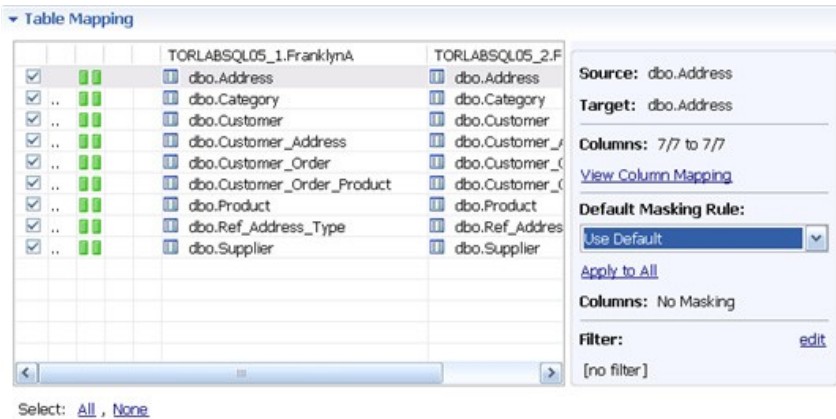 Table Mapping
TORLABSQL05_1.FranklynA TORLABSQL05_2.F
dbo.Address dbo.Address
.. dbo.Category dbo.Category
dbo.Customer dbo.Customer
.. dbo.Customer_Address dbo.Customer_A
.. dbo.Customer_Order dbo.Customer_O
.. dbo.Customer_Order_Product dbo.Customer_O
.. dbo.Product dbo.Product
.. dbo.Ref_Address_Type dbo.Ref_Addres
.. dbo.Supplier dbo.Supplier
Select: All , None
Source: dbo.Address
Target: dbo.Address
Columns: 7/7 to 7/7
View Column Mapping
Default Masking Rule:
Use Default
Apply to All
Columns: No Masking
Filter: edit
[no filter]